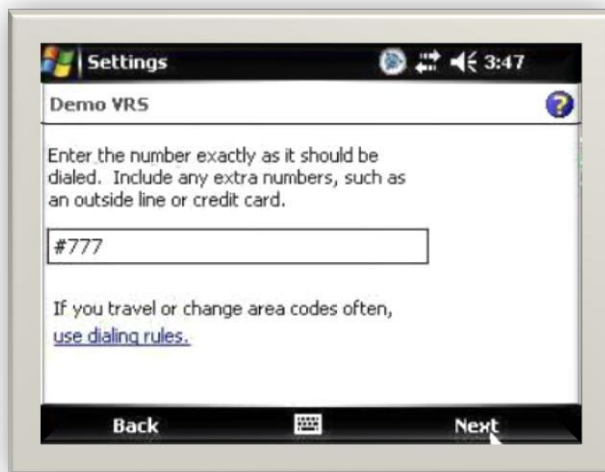 Settings 3:47
Demo VRS
Enter the number exactly as it should be
dialed. Include any extra numbers, such as
an outside line or credit card.
#777
If you travel or change area codes often,
use dialing rules.
Back Next